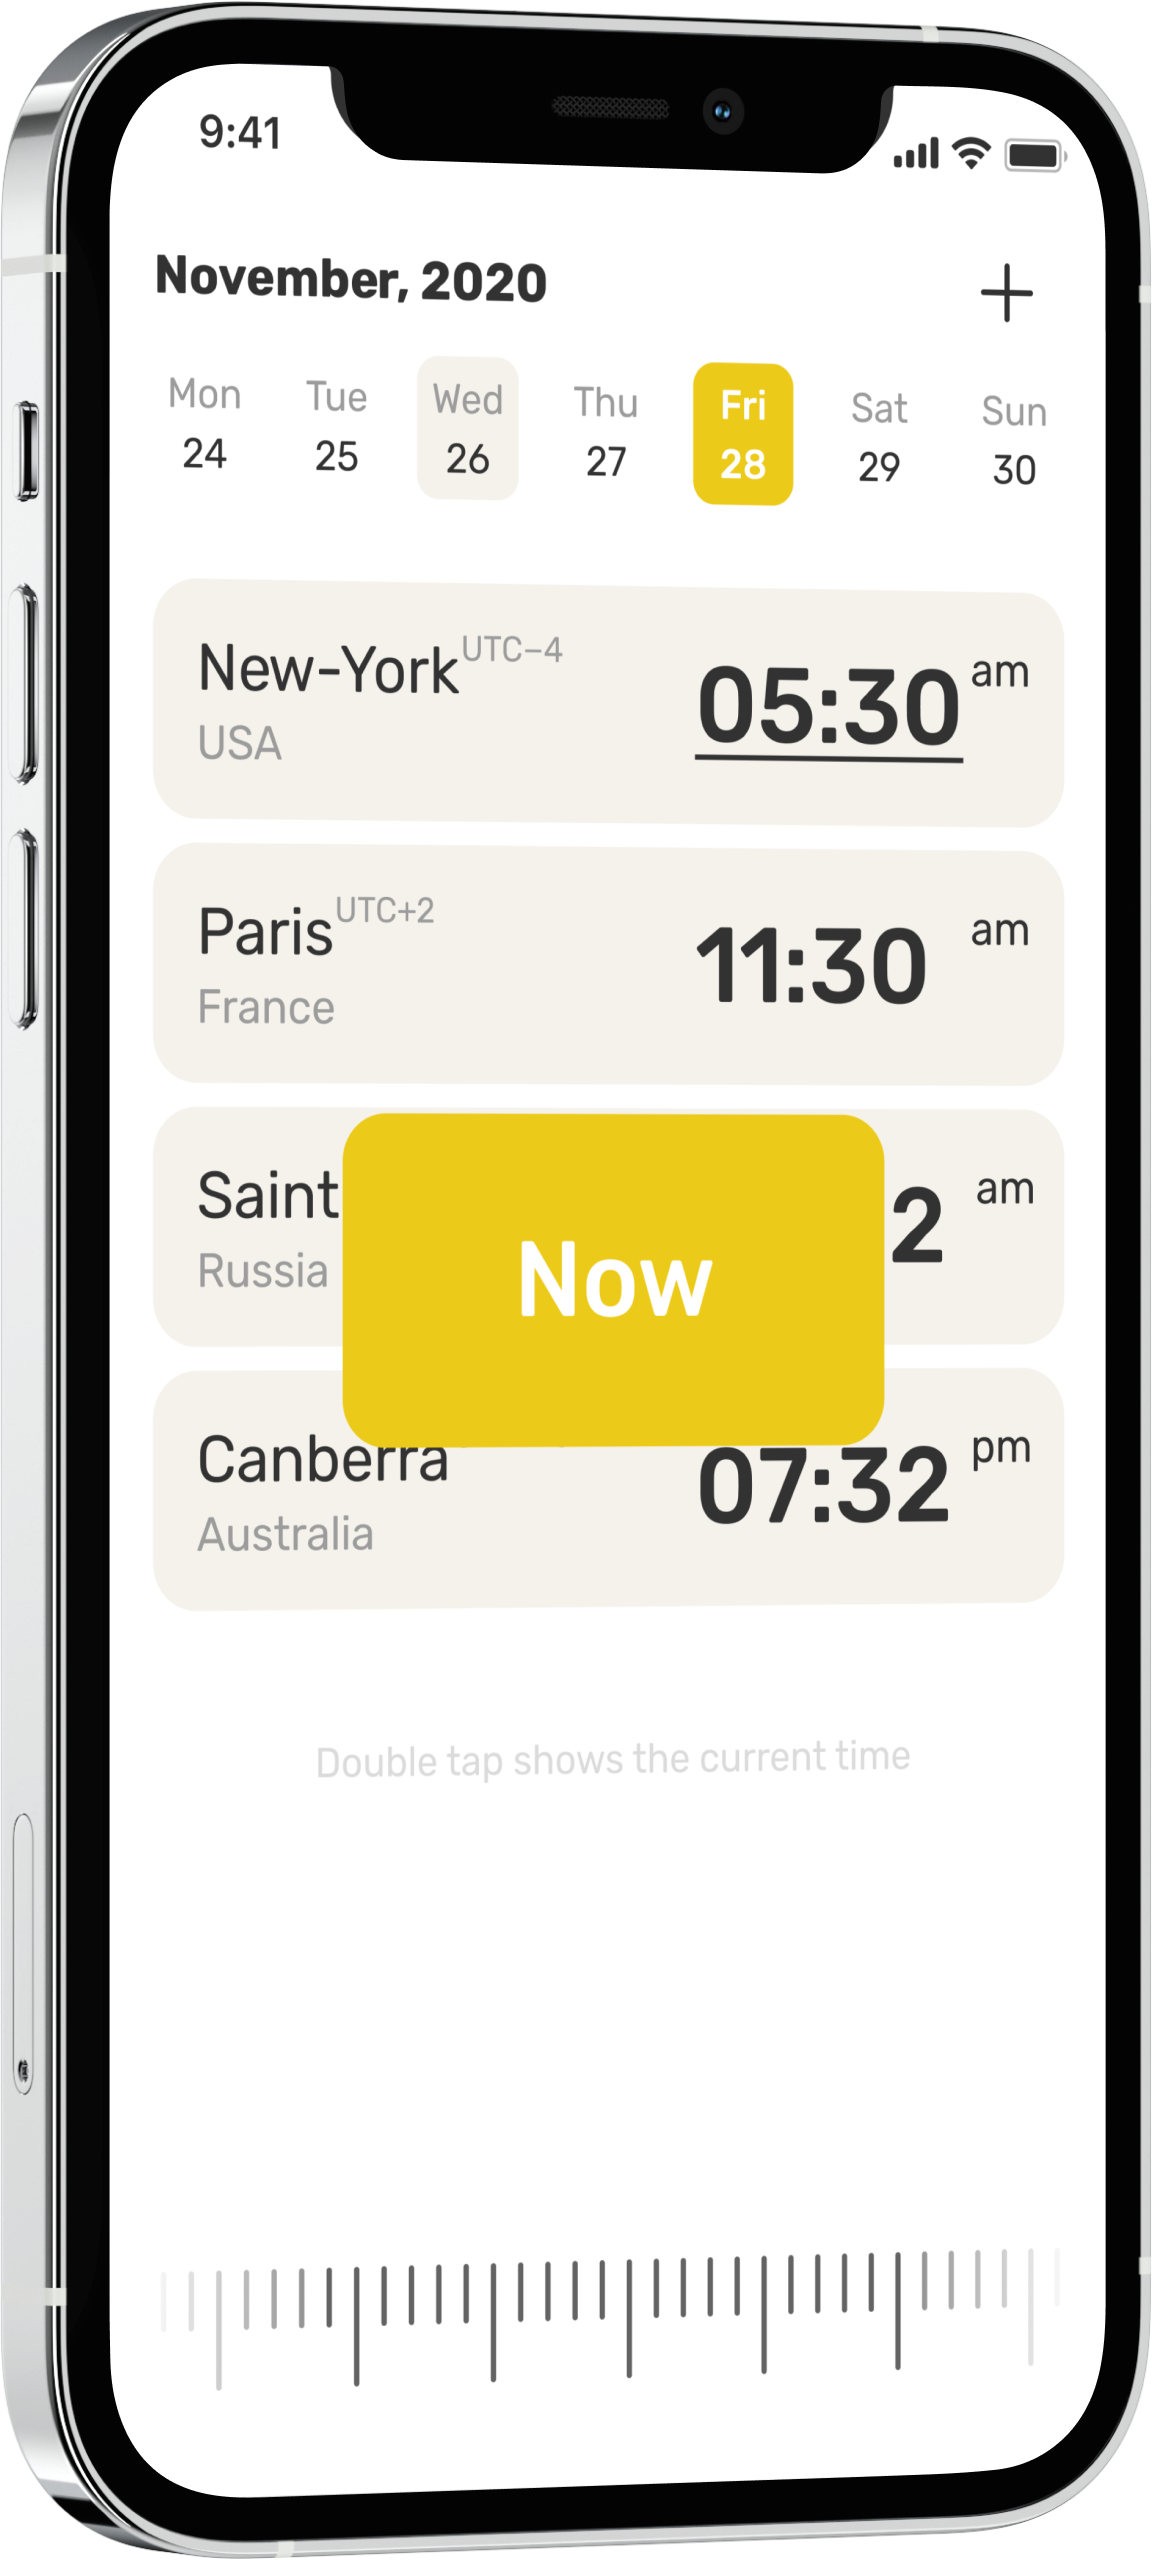 9:41
November, 2020
Mon Tue Wed Thu Fri Sat Sun
24 25 26 27 28 29 30
New-York UTC-4
05:30 am
USA
Paris UTC+2
11:30 am
France
Saint
2 am
Russia
Now
Canberra
07:32 pm
Australia
Double tap shows the current time